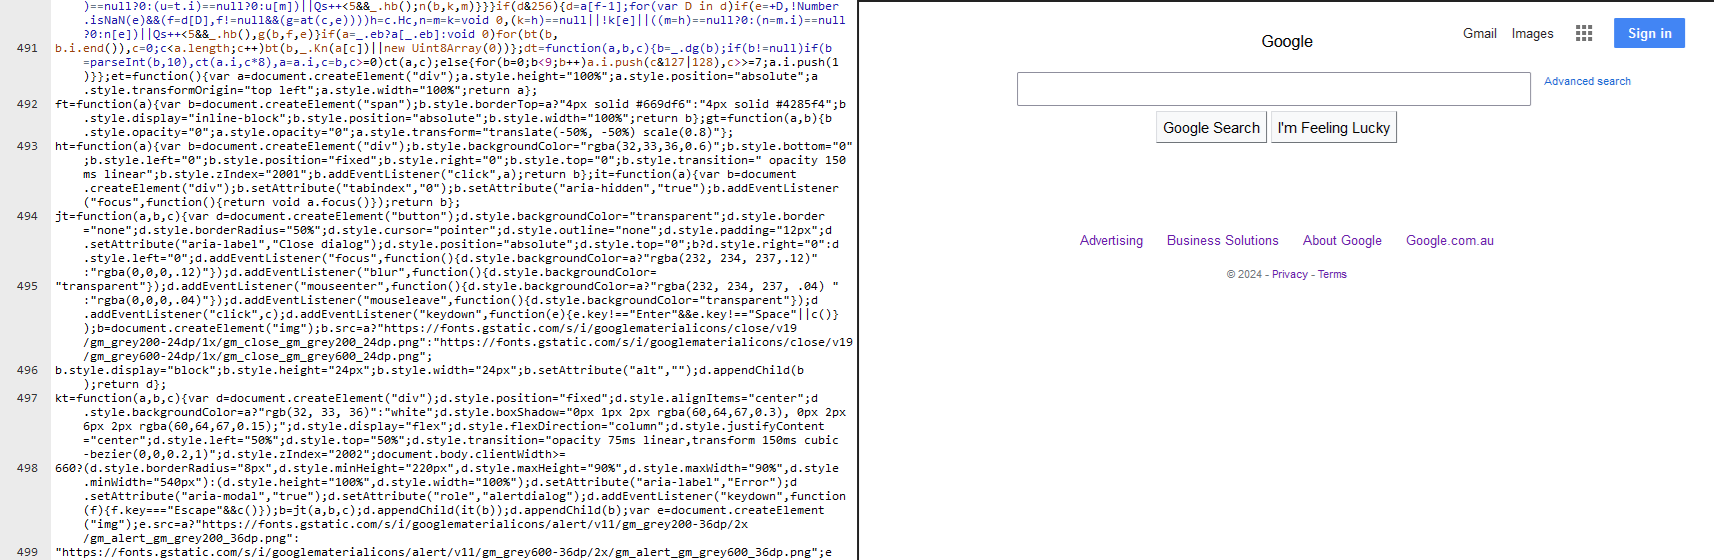 )==null?0:(u=t.i)==null?0:u[m])||Qs++<5&&_.hb();n(b,k,m)}}}if(d&256){d=a[f-1];for(var D in d)if(e=+D,!Number
.isNaN(e)&&(f=d[D],f!=null&&(g=at(c,e))))h=c.Hc,n=m=k=void 0,(k=h)==null||!k[e]||((m=h)==null?0:(n=m.i)==null
?0:n[e])||Qs++<5&&_.hb(),g(b,f,e)}if(a=_.eb?a[_.eb]:void 0)for(bt(b,
491 b.i.end()),c=0;c<a.length;c++)bt(b,_.Kn(a[c])||new Uint8Array(0))};dt=function(a,b,c){b=_.dg(b);if(b!=null)if(b
=parseInt(b,10),ct(a.i,c*8),a=a.i,c=b,c>=0)ct(a,c);else{for(b=0;b<9;b++)a.i.push(c&127|128),c>>=7;a.i.push(1
)}};et=function(){var a=document.createElement("div");a.style.height="100%";a.style.position="absolute";a
.style.transformOrigin="top left";a.style.width="100%";return a};
492 ft=function(a){var b=document.createElement("span");b.style.borderTop=a?"4px solid #669df6":"4px solid #4285f4";b
.style.display="inline-block";b.style.position="absolute";b.style.width="100%";return b};gt=function(a,b){b
.style.opacity="0";a.style.opacity="0";a.style.transform="translate(-50%, -50%) scale(0.8)"};
493 ht=function(a){var b=document.createElement("div");b.style.backgroundColor="rgba(32,33,36,0.6)";b.style.bottom="0"
;b.style.left="0";b.style.position="fixed";b.style.right="0";b.style.top="0";b.style.transition=" opacity 150
ms linear";b.style.zIndex="2001";b.addEventListener("click",a);return b};it=function(a){var b=document
.createElement("div");b.setAttribute("tabindex","0");b.setAttribute("aria-hidden","true");b.addEventListener
("focus",function(){return void a.focus()});return b};
494 jt=function(a,b,c){var d=document.createElement("button");d.style.backgroundColor="transparent";d.style.border
="none";d.style.borderRadius="50%";d.style.cursor="pointer";d.style.outline="none";d.style.padding="12px";d
.setAttribute("aria-label","Close dialog");d.style.position="absolute";d.style.top="0";b?d.style.right="0":d
.style.left="0";d.addEventListener("focus",function(){d.style.backgroundColor=a?"rgba(232, 234, 237,.12)"
:"rgba(0,0,0,.12)"});d.addEventListener("blur",function(){d.style.backgroundColor=
495 "transparent"});d.addEventListener("mouseenter",function(){d.style.backgroundColor=a?"rgba(232, 234, 237, .04) "
:"rgba(0,0,0,.04)"});d.addEventListener("mouseleave",function(){d.style.backgroundColor="transparent"});d
.addEventListener("click",c);d.addEventListener("keydown",function(e){e.key!=="Enter"&&e.key!=="Space"||c()}
);b=document.createElement("img");b.src=a?"https://fonts.gstatic.com/s/i/googlematerialicons/close/v19
/gm_grey200-24dp/1x/gm_close_gm_grey200_24dp.png":"https://fonts.gstatic.com/s/i/googlematerialicons/close/v19
/gm_grey600-24dp/1x/gm_close_gm_grey600_24dp.png";
496 b.style.display="block";b.style.height="24px";b.style.width="24px";b.setAttribute("alt","");d.appendChild(b
);return d};
497 kt=function(a,b,c){var d=document.createElement("div");d.style.position="fixed";d.style.alignItems="center";d
.style.backgroundColor=a?"rgb(32, 33, 36)":"white";d.style.boxShadow="0px 1px 2px rgba(60,64,67,0.3), 0px 2px
6px 2px rgba(60,64,67,0.15);";d.style.display="flex";d.style.flexDirection="column";d.style.justifyContent
="center";d.style.left="50%";d.style.top="50%";d.style.transition="opacity 75ms linear,transform 150ms cubic
-bezier(0,0,0.2,1)";d.style.zIndex="2002";document.body.clientWidth>=
498 660?(d.style.borderRadius="8px",d.style.minHeight="220px",d.style.maxHeight="90%",d.style.maxWidth="90%",d.style
.minWidth="540px"):(d.style.height="100%",d.style.width="100%");d.setAttribute("aria-label","Error");d
.setAttribute("aria-modal","true");d.setAttribute("role","alertdialog");d.addEventListener("keydown",function
(f){f.key==="Escape"&&c()});b=jt(a,b,c);d.appendChild(it(b));d.appendChild(b);var e=document.createElement
("img");e.src=a?"https://fonts.gstatic.com/s/i/googlematerialicons/alert/v11/gm_grey200-36dp/2x
/gm_alert_gm_grey200_36dp.png":
499 "https://fonts.gstatic.com/s/i/googlematerialicons/alert/v11/gm_grey600-36dp/2x/gm_alert_gm_grey600_36dp.png";e
Gmail Images Sign in
Google
Advanced search
Google Search I'm Feeling Lucky
Advertising Business Solutions About Google Google.com.au
© 2024 - Privacy - Terms